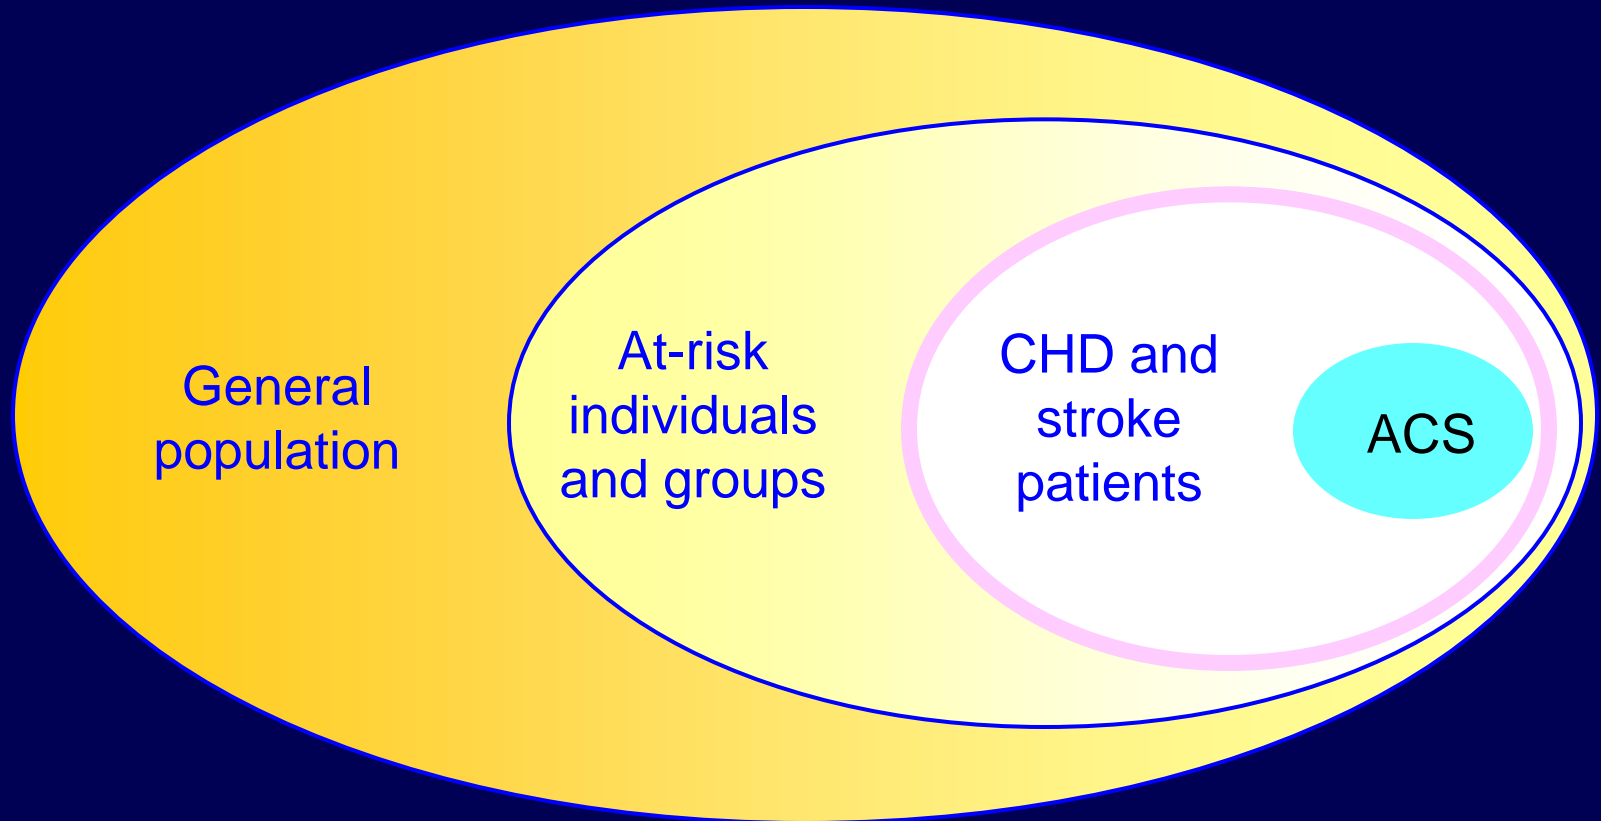 General
population
At-risk
individuals
and groups
CHD and
stroke
patients
ACS